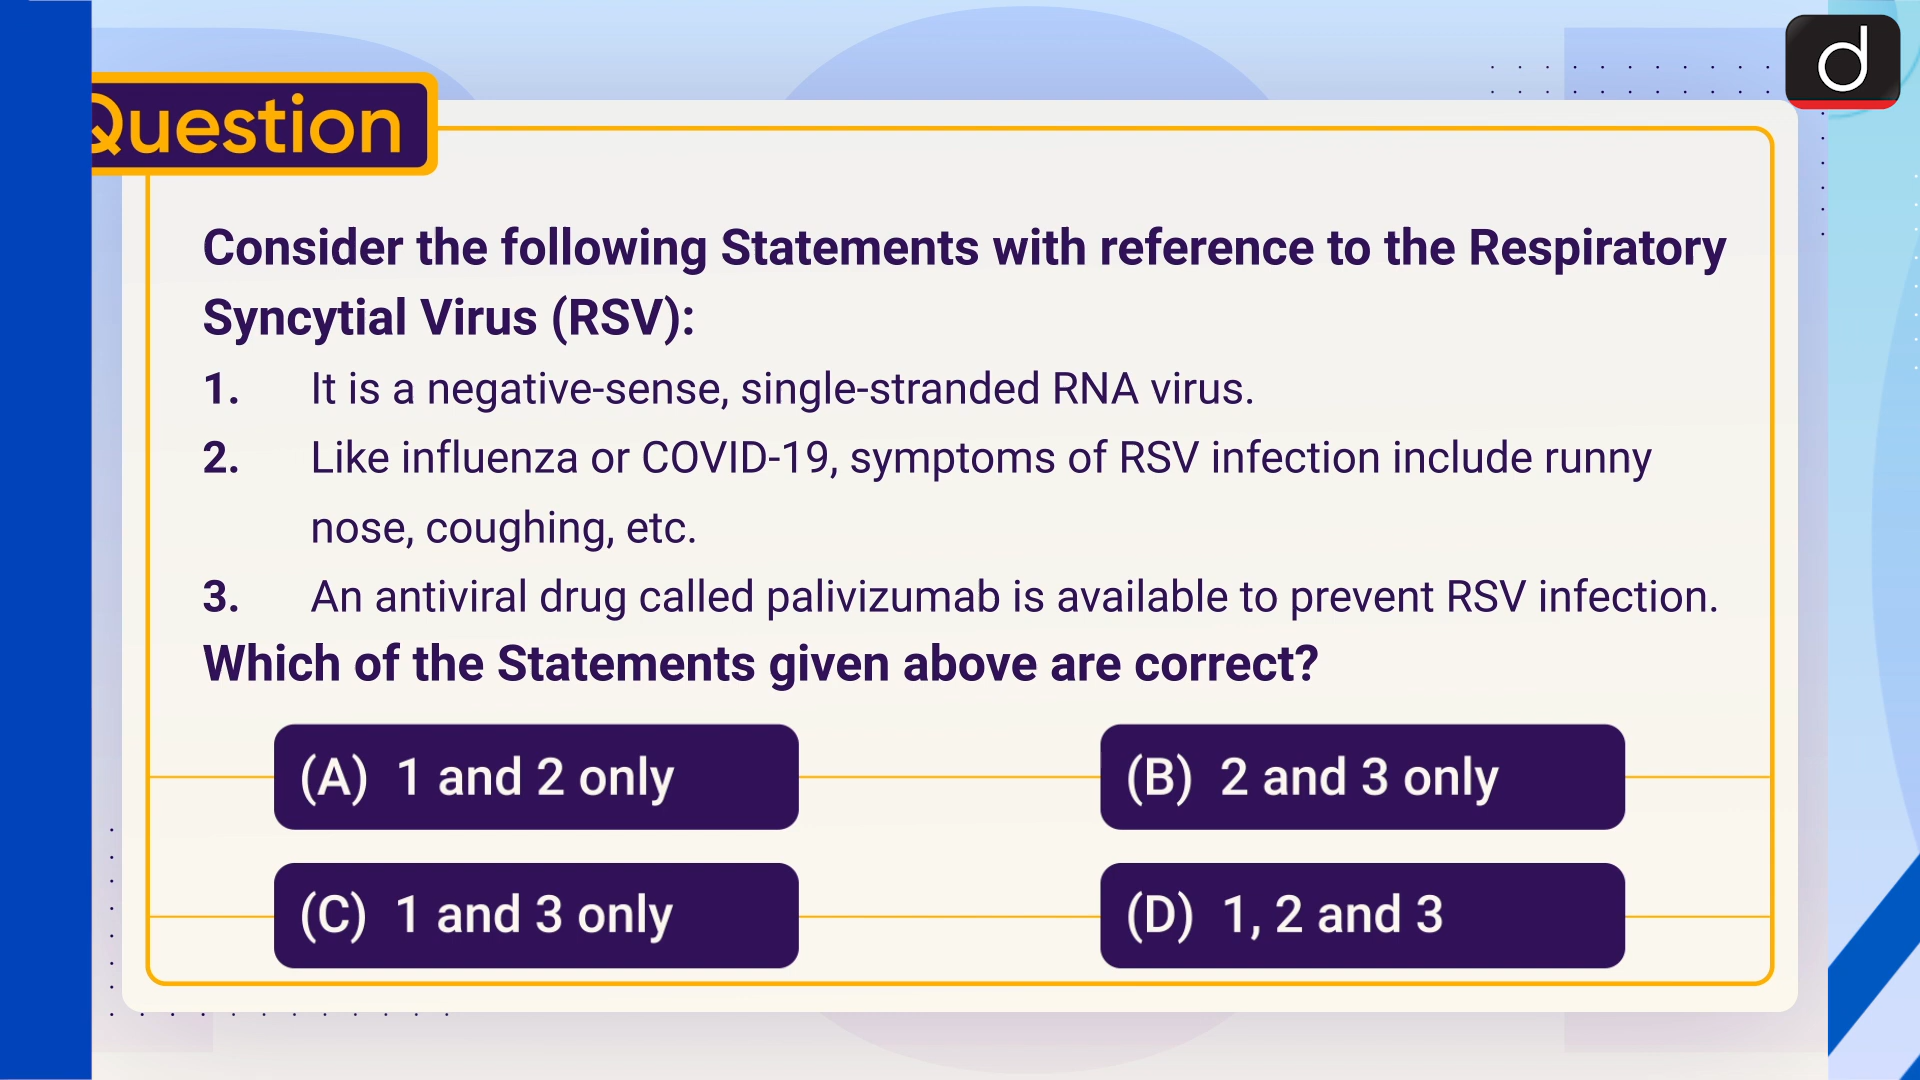 Question
Consider the following Statements with reference to the Respiratory
Syncytial Virus (RSV):
1. It is a negative-sense, single-stranded RNA virus.
2. Like influenza or COVID-19, symptoms of RSV infection include runny
nose, coughing, etc.
3. An antiviral drug called palivizumab is available to prevent RSV infection.
Which of the Statements given above are correct?
(A) 1 and 2 only
(B) 2 and 3 only
(C) 1 and 3 only
(D) 1, 2 and 3
d